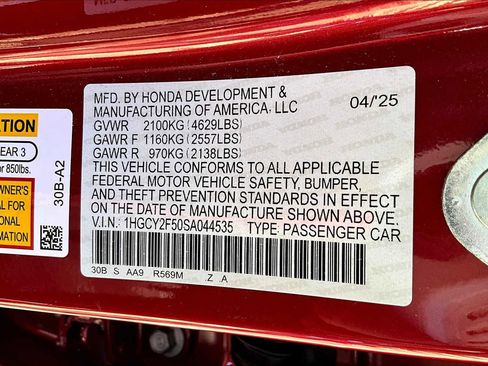 MFD. BY HONDA DEVELOPMENT &
MANUFACTURING OF AMERICA, LLC 04/'25
GVWR 2100KG (4629LBS)
GAWR F 1160KG (2557LBS)
GAWR R 970KG (2138LBS)
THIS VEHICLE CONFORMS TO ALL APPLICABLE
FEDERAL MOTOR VEHICLE SAFETY, BUMPER,
AND THEFT PREVENTION STANDARDS IN EFFECT
ON THE DATE OF MANUFACTURE SHOWN ABOVE.
V.I.N.: 1HGCY2F50SA044535 TYPE: PASSENGER CAR
30B S AA9 R569M .Z .A
ATION
EAR 3
or 850lbs.
WNER'S
AL FOR
TIONAL
MATION
30B-A2